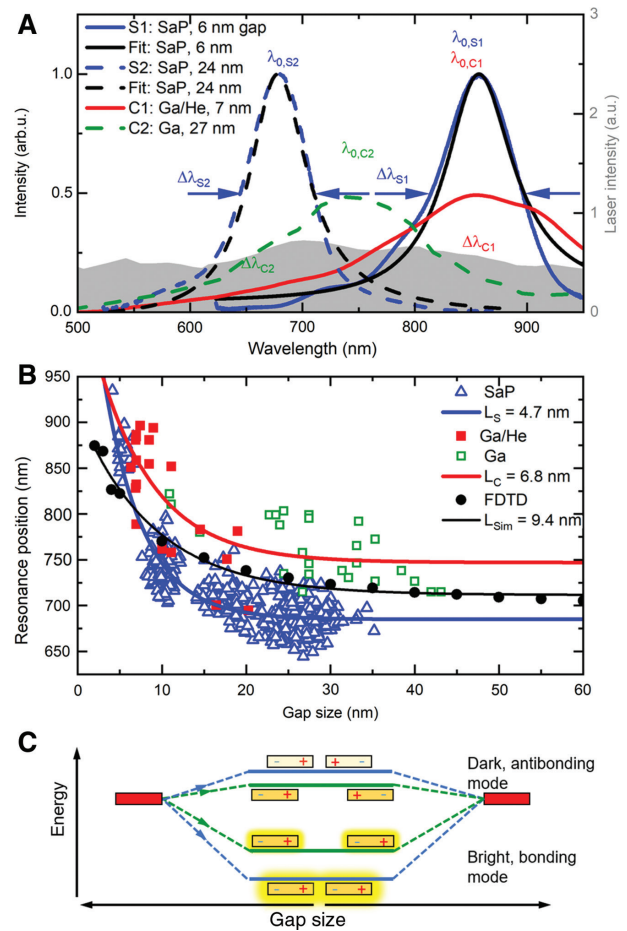 A
S1: SaP, 6 nm gap
Fit: SaP, 6 nm
S2: SaP, 24 nm
Fit: SaP, 24 nm
C1: Ga/He, 7 nm
C2: Ga, 27 nm
λ0,S2
λ0,S1
λ0,C1
λ0,C2
ΔλS2
ΔλS1
ΔλC2
ΔλC1
Intensity (arb.u.)
1.0
0.5
0.0
Laser intensity (a.u.)
3
2
1
0
500 600 700 800 900
Wavelength (nm)
B
SaP
LS = 4.7 nm
Ga/He
Ga
LC = 6.8 nm
FDTD
LSim = 9.4 nm
Resonance position (nm)
950
900
850
800
750
700
650
0 10 20 30 40 50 60
Gap size (nm)
C
Energy
- + + -
Dark, antibonding
mode
- + + -
- + - +
Bright, bonding
mode
- + - +
Gap size